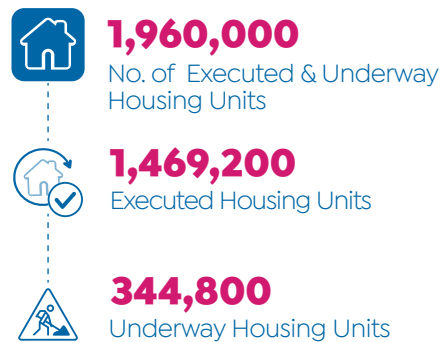 1,960,000
No. of Executed & Underway
Housing Units
1,469,200
Executed Housing Units
344,800
Underway Housing Units